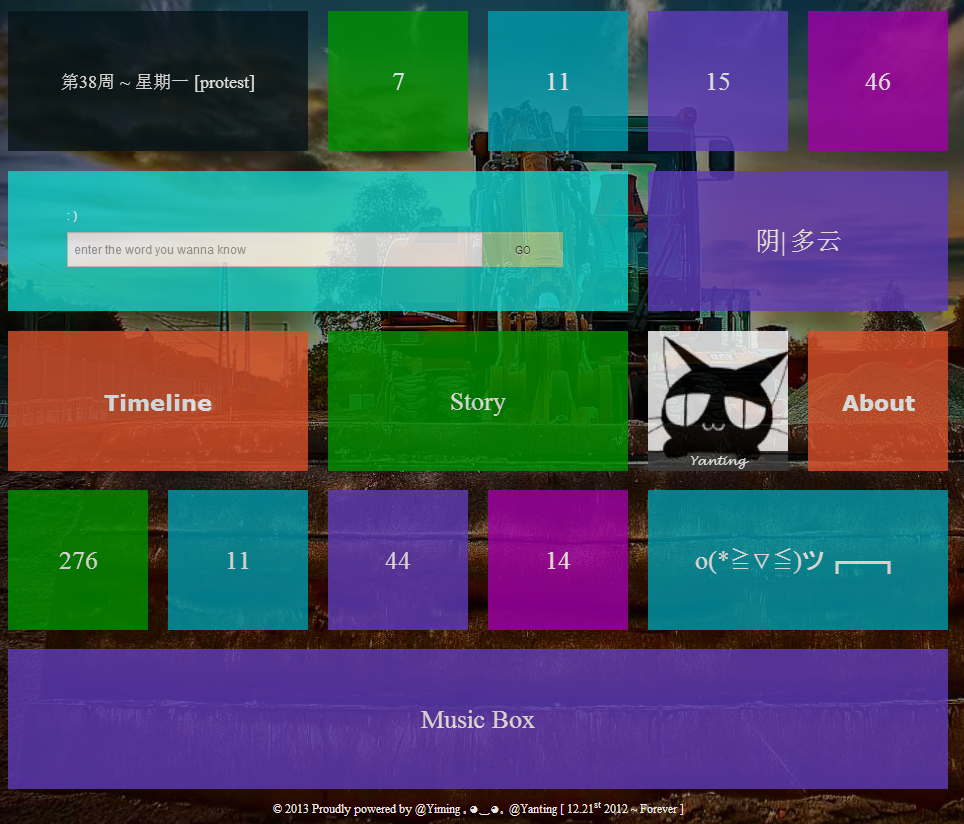 第38周 ~ 星期一 [protest]
7
11
15
46
: )
enter the word you wanna know
GO
阴| 多云
Timeline
Story
Yanting
About
276
11
44
14
o(*≧▽≦)ツ ┏━┓
Music Box
© 2013 Proudly powered by @Yiming 。◕‿◕。 @Yanting [ 12.21st 2012 ~ Forever ]